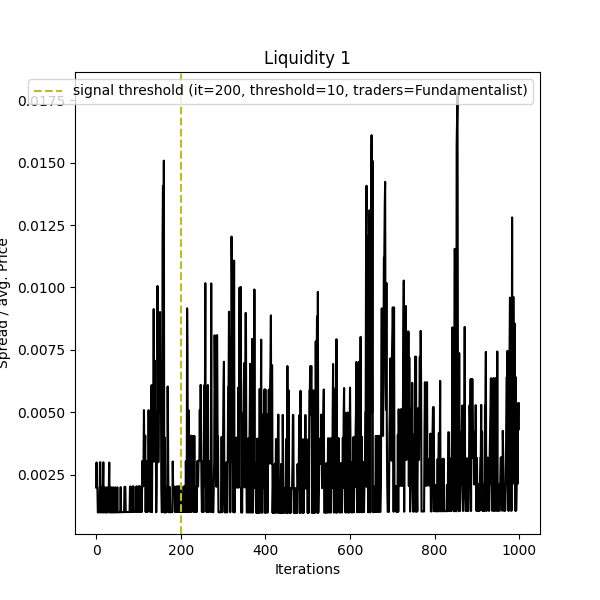 Liquidity 1
signal threshold (it=200, threshold=10, traders=Fundamentalist)
0.0175
0.0150
0.0125
0.0100
0.0075
0.0050
0.0025
Spread / avg. Price
0 200 400 600 800 1000
Iterations